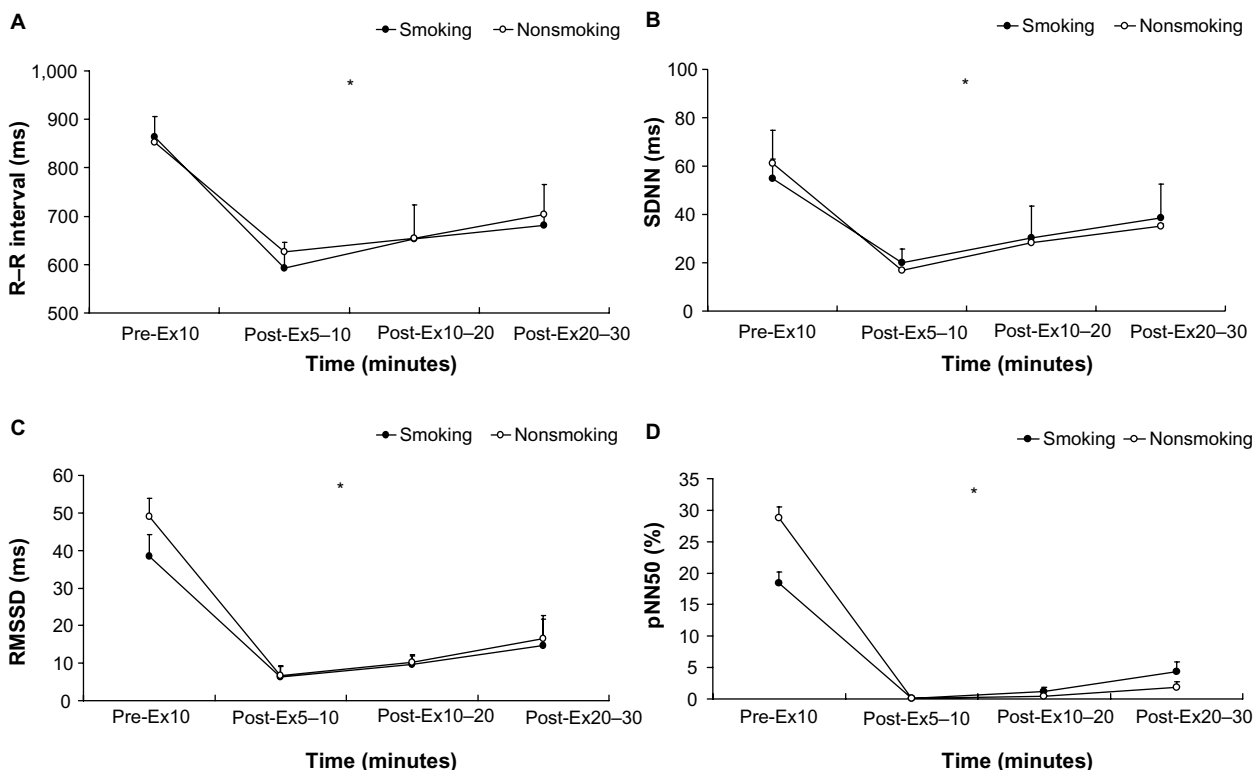 A
Smoking Nonsmoking
R–R interval (ms)
1,000
900
800
700
600
500
*
Pre-Ex10 Post-Ex5–10 Post-Ex10–20 Post-Ex20–30
Time (minutes)
B
Smoking Nonsmoking
SDNN (ms)
100
80
60
40
20
0
*
Pre-Ex10 Post-Ex5–10 Post-Ex10–20 Post-Ex20–30
Time (minutes)
C
Smoking Nonsmoking
RMSSD (ms)
60
50
40
30
20
10
0
*
Pre-Ex10 Post-Ex5–10 Post-Ex10–20 Post-Ex20–30
Time (minutes)
D
Smoking Nonsmoking
pNN50 (%)
35
30
25
20
15
10
5
0
*
Pre-Ex10 Post-Ex5–10 Post-Ex10–20 Post-Ex20–30
Time (minutes)